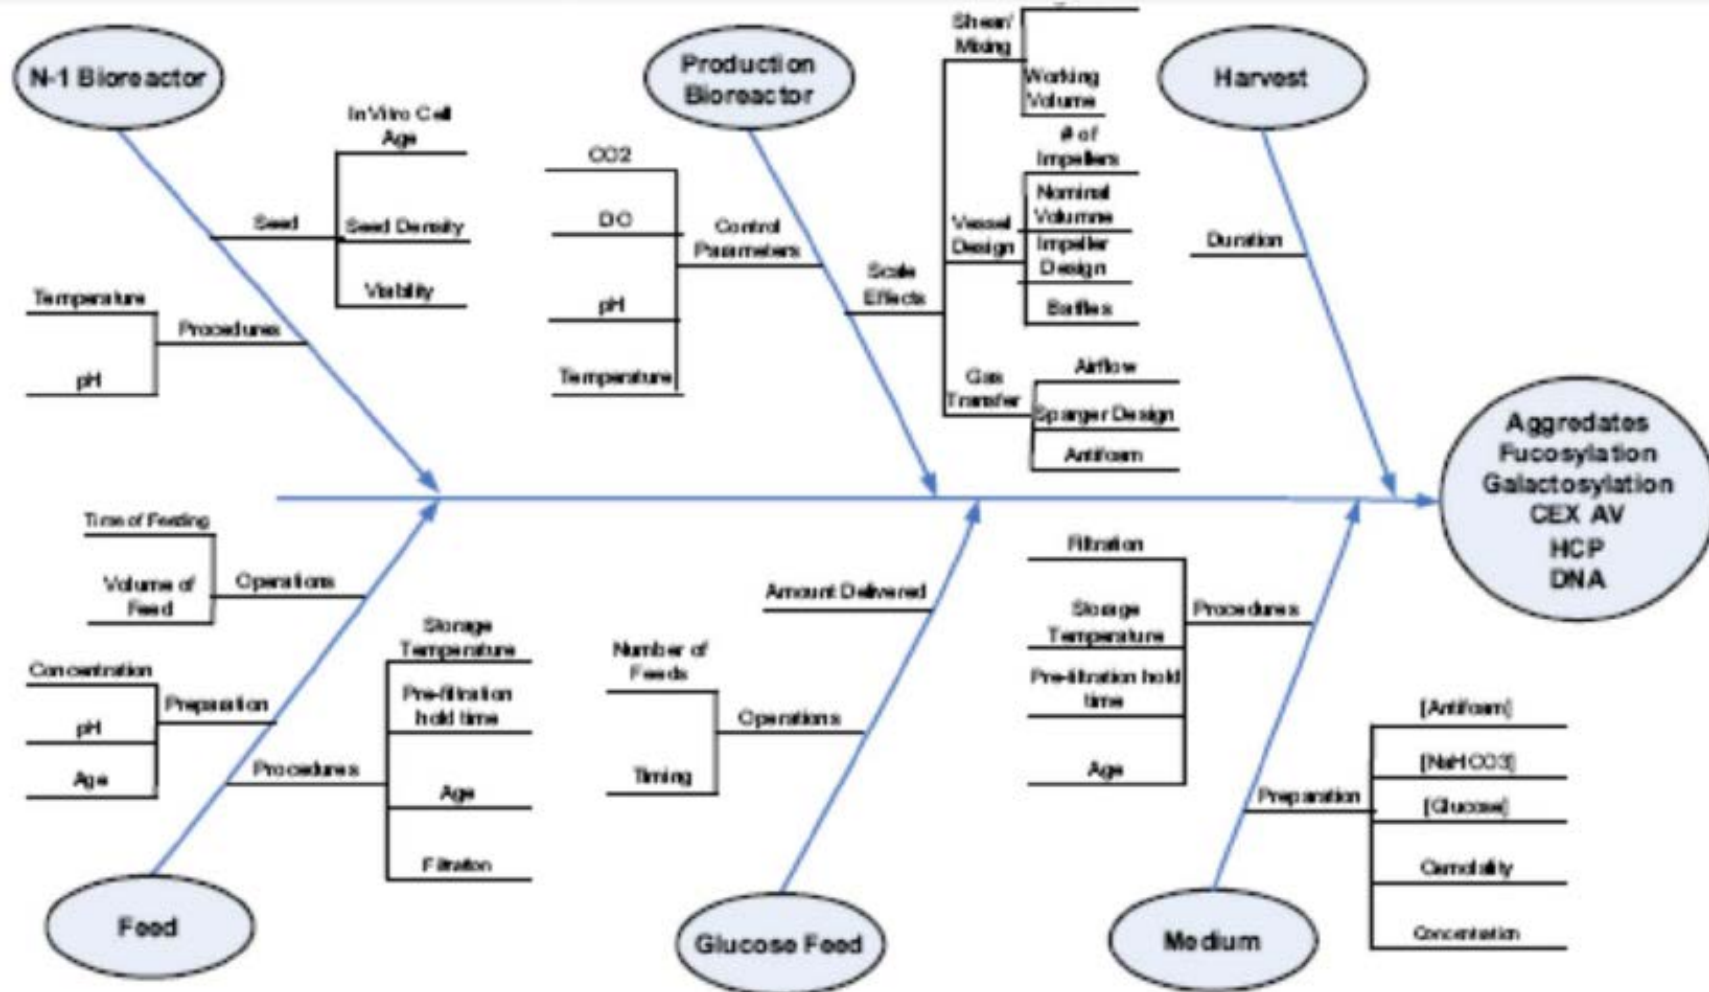 N-1 Bioreactor
In Vitro Cell
Age
Seed
Seed Density
Viability
Temperature
Procedures
pH
Production
Bioreactor
CO2
DO
Control
Parameters
pH
Temperature
Scale
Effects
Shear/
Mixing
Working
Volume
# of
Impellers
Nominal
Volumne
Vessel
Design
Impeller
Design
Baffles
Gas
Transfer
Airflow
Sparger Design
Antifoam
Harvest
Duration
Aggredates
Fucosylation
Galactosylation
CEX AV
HCP
DNA
Time of Feeding
Operations
Volume of
Feed
Concentration
Preparation
pH
Age
Storage
Temperature
Pre-filtration
hold time
Procedures
Age
Filtration
Feed
Amount Delivered
Number of
Feeds
Operations
Timing
Glucose Feed
Filtration
Storage
Temperature
Procedures
Pre-filtration hold
time
Age
[Antifoam]
[NaHCO3]
Preparation
[Glucose]
Osmolality
Concentration
Medium